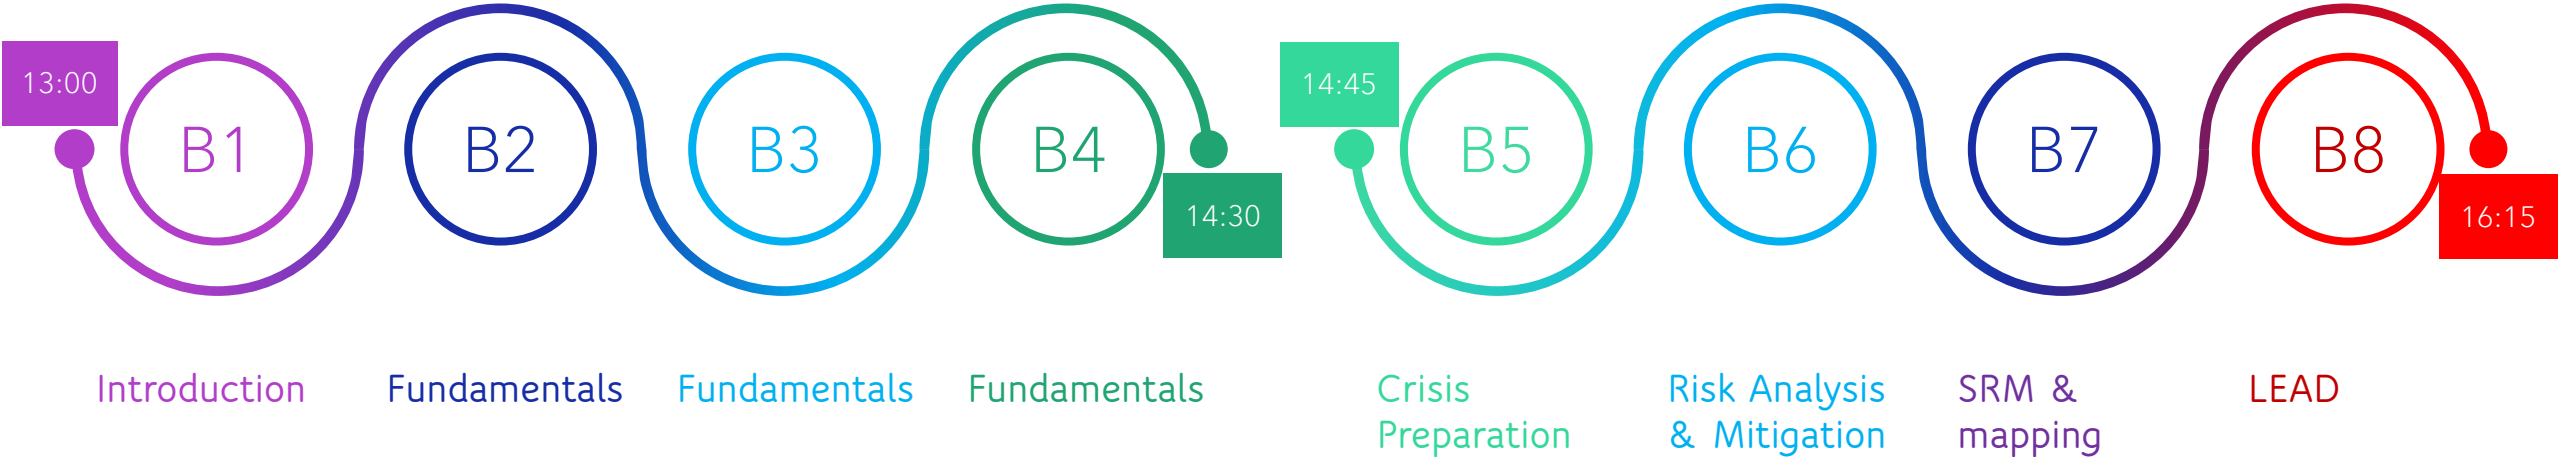 13:00
B1
B2
B3
B4
14:30
14:45
B5
B6
B7
B8
16:15
Introduction
Fundamentals
Fundamentals
Fundamentals
Crisis
Preparation
Risk Analysis
& Mitigation
SRM &
mapping
LEAD